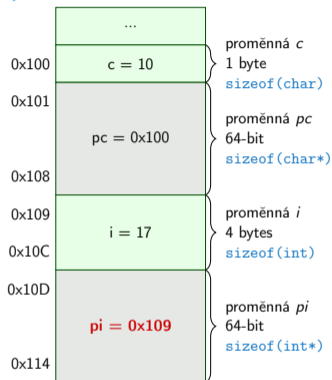 ...
0x100
c = 10
proměnná c
1 byte
sizeof(char)
0x101
pc = 0x100
0x108
proměnná pc
64-bit
sizeof(char*)
0x109
i = 17
0x10C
proměnná i
4 bytes
sizeof(int)
0x10D
pi = 0x109
0x114
proměnná pi
64-bit
sizeof(int*)